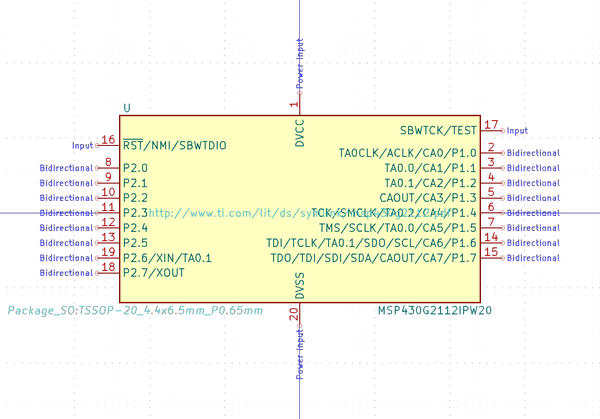 Power Input
1
U
DVCC
17 Input
SBWTCK/TEST
Input 16 RST/NMI/SBWTDIO
TA0CLK/ACLK/CA0/P1.0 2 Bidirectional
Bidirectional 8 P2.0
TA0.0/CA1/P1.1 3 Bidirectional
Bidirectional 9 P2.1
TA0.1/CA2/P1.2 4 Bidirectional
Bidirectional 10 P2.2
CAOUT/CA3/P1.3 5 Bidirectional
Bidirectional 11 P2.3
http://www.ti.com/lit/ds/
P1.4 6 Bidirectional
Bidirectional 12 P2.4
TMS/SCLK/TA0.0/CA5/P1.5 7 Bidirectional
Bidirectional 13 P2.5
TDI/TCLK/TA0.1/SDO/SCL/CA6/P1.6 14 Bidirectional
Bidirectional 19 P2.6/XIN/TA0.1
TDO/TDI/SDI/SDA/CAOUT/CA7/P1.7 15 Bidirectional
Bidirectional 18 P2.7/XOUT
DVSS
20
Package_SO:TSSOP-20_4.4x6.5mm_P0.65mm
MSP430G2112IPW20
Power Input